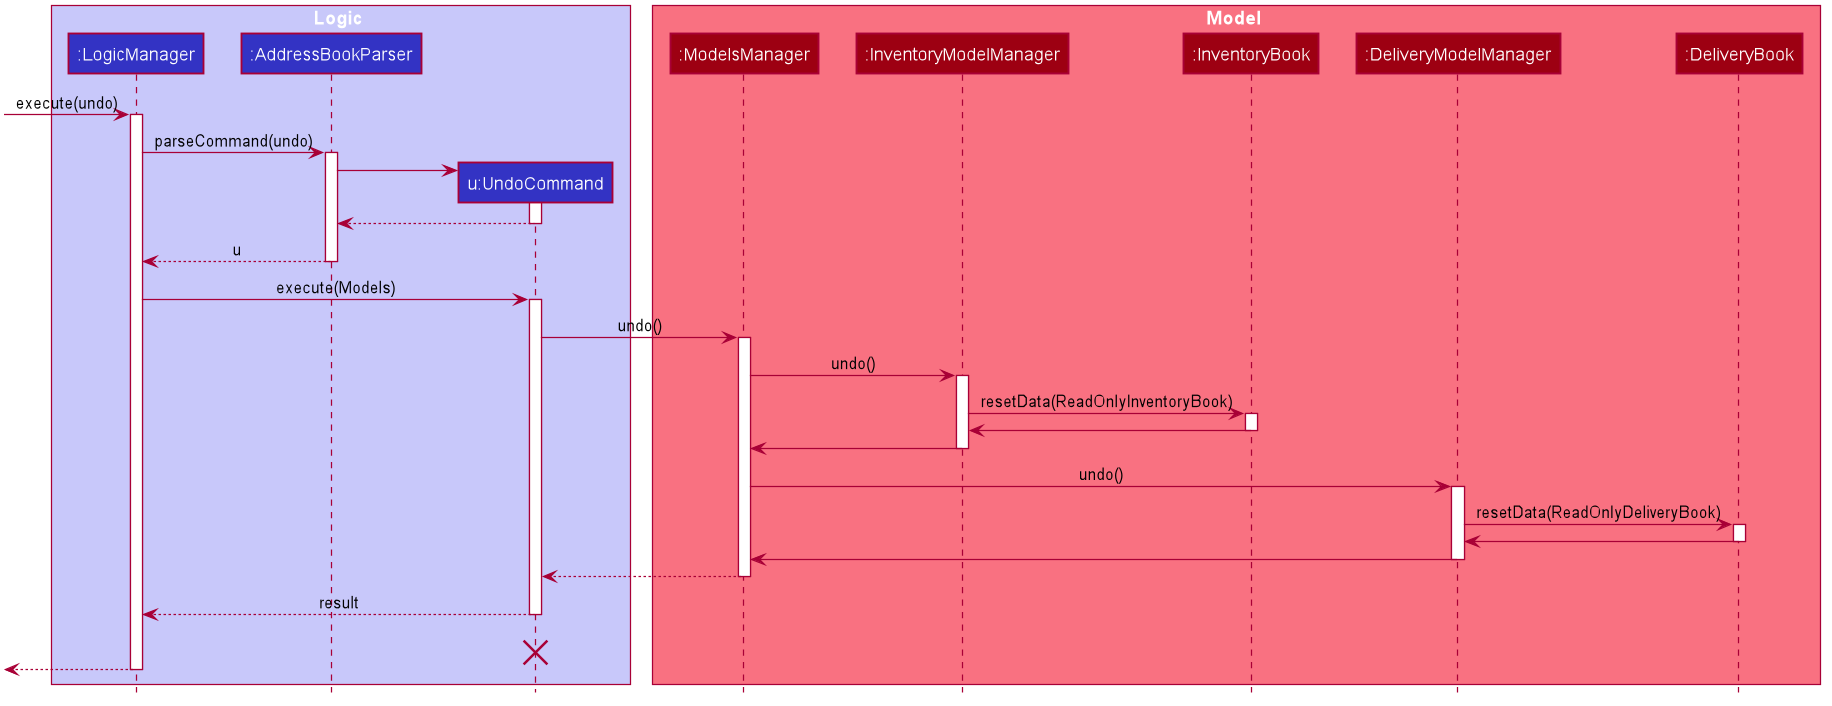 Logic
Model
:LogicManager
:AddressBookParser
:ModelsManager
:InventoryModelManager
:InventoryBook
:DeliveryModelManager
:DeliveryBook
execute(undo)
parseCommand(undo)
u:UndoCommand
u
execute(Models)
undo()
undo()
resetData(ReadOnlyInventoryBook)
undo()
resetData(ReadOnlyDeliveryBook)
result